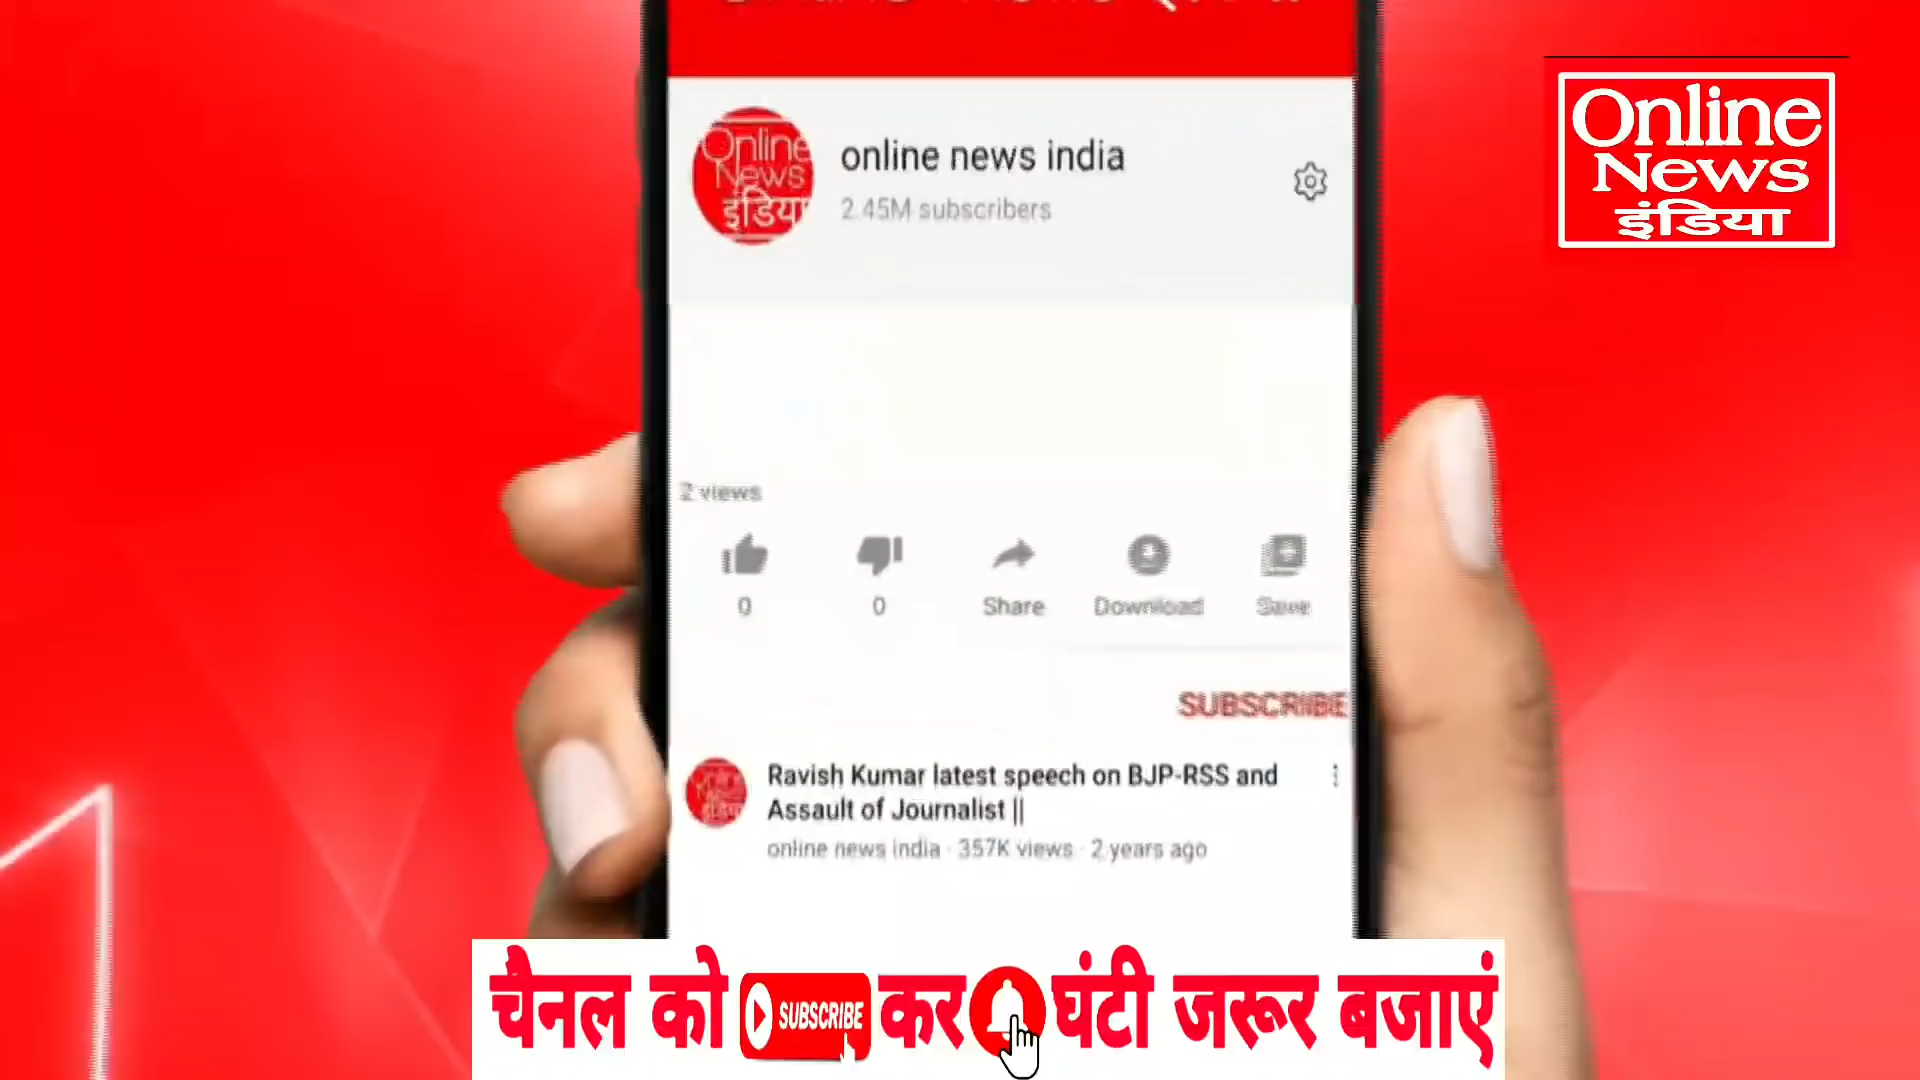 Online
News
इंडिया
Online
News
इंडिया
online news india
2.45M subscribers
2 views
0
0
Share
Download
Save
SUBSCRIBE
Ravish Kumar latest speech on BJP-RSS and
Assault of Journalist ||
online news india · 357K views · 2 years ago
चैनल को SUBSCRIBE कर घंटी जरूर बजाएं